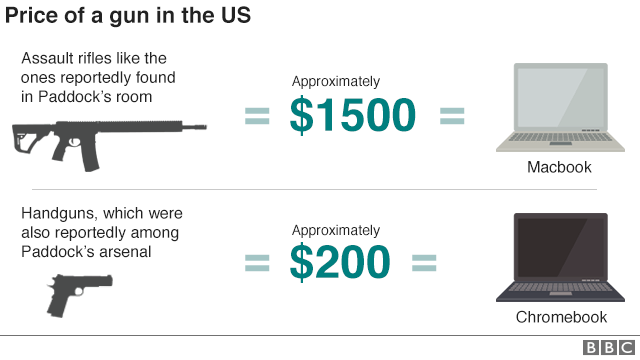 Price of a gun in the US
Assault rifles like the
ones reportedly found
in Paddock's room
=
Approximately
$1500
=
Macbook
Handguns, which were
also reportedly among
Paddock's arsenal
=
Approximately
$200
=
Chromebook
BBC